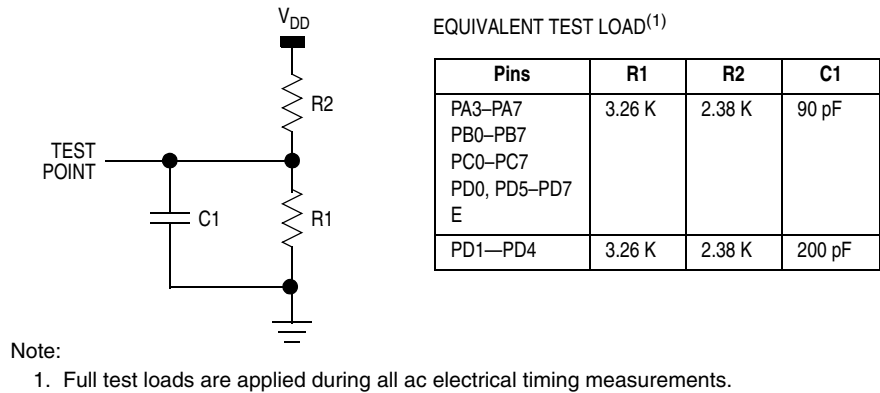 V_DD
R2
TEST
POINT
C1
R1
EQUIVALENT TEST LOAD(1)
Pins R1 R2 C1
PA3–PA7 3.26 K 2.38 K 90 pF
PB0–PB7
PC0–PC7
PD0, PD5–PD7
E
PD1—PD4 3.26 K 2.38 K 200 pF
Note:
1. Full test loads are applied during all ac electrical timing measurements.